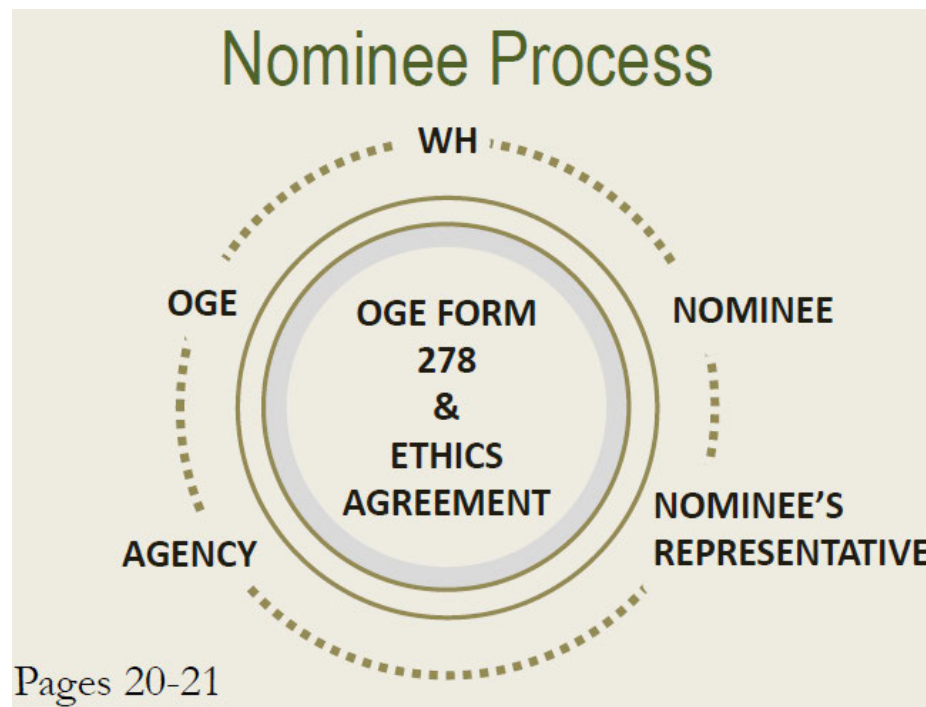 Nominee Process
WH
OGE
NOMINEE
OGE FORM
278
&
ETHICS
AGREEMENT
AGENCY
NOMINEE’S
REPRESENTATIVE
Pages 20-21